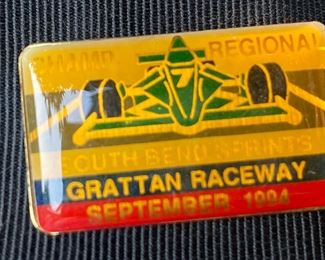 CHAMP REGIONAL
7
SOUTH BEND SPRINTS
GRATTAN RACEWAY
SEPTEMBER 1994